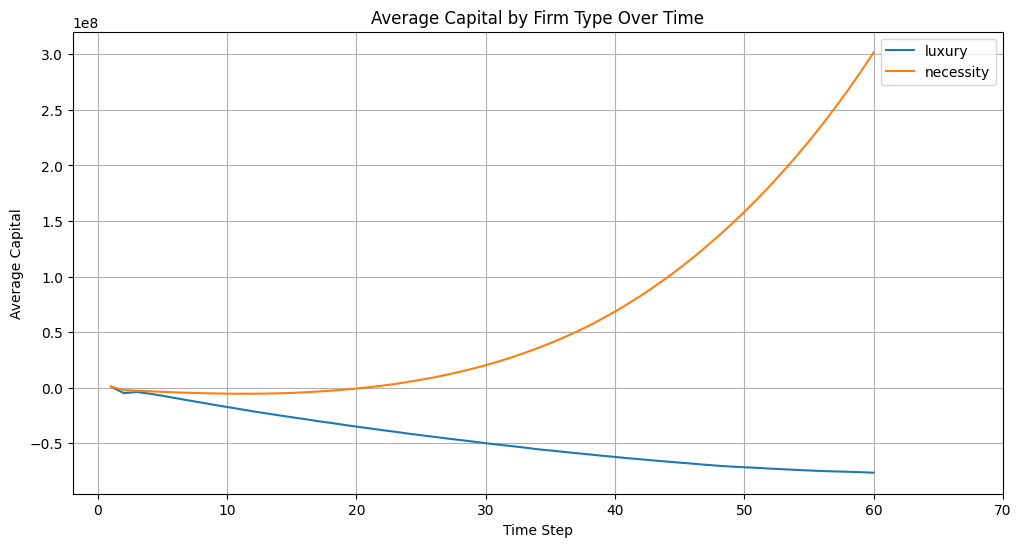 Average Capital by Firm Type Over Time
1e8
luxury
necessity
3.0
2.5
2.0
1.5
1.0
0.5
0.0
−0.5
Average Capital
0 10 20 30 40 50 60 70
Time Step